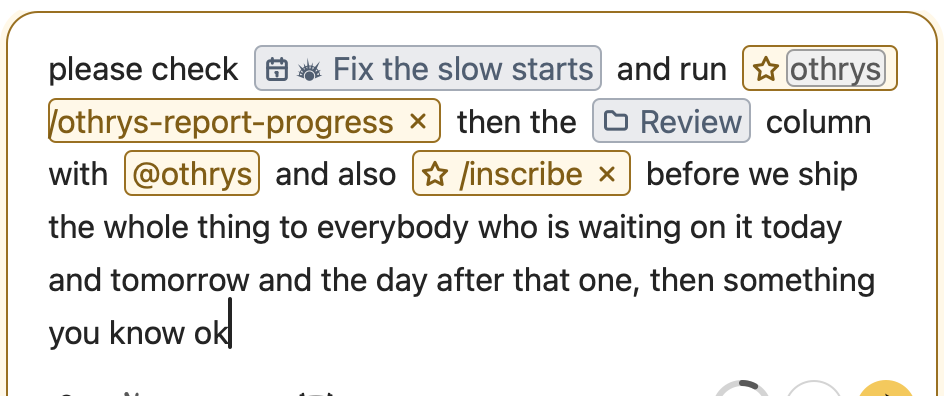 please check Fix the slow starts and run othrys
/othrys-report-progress × then the Review column
with @othrys and also /inscribe × before we ship
the whole thing to everybody who is waiting on it today
and tomorrow and the day after that one, then something
you know ok